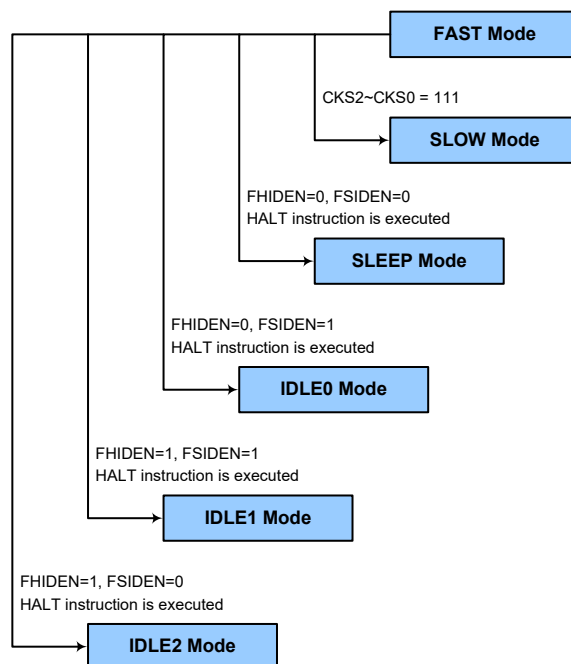 FAST Mode
CKS2~CKS0 = 111
SLOW Mode
FHIDEN=0, FSIDEN=0
HALT instruction is executed
SLEEP Mode
FHIDEN=0, FSIDEN=1
HALT instruction is executed
IDLE0 Mode
FHIDEN=1, FSIDEN=1
HALT instruction is executed
IDLE1 Mode
FHIDEN=1, FSIDEN=0
HALT instruction is executed
IDLE2 Mode